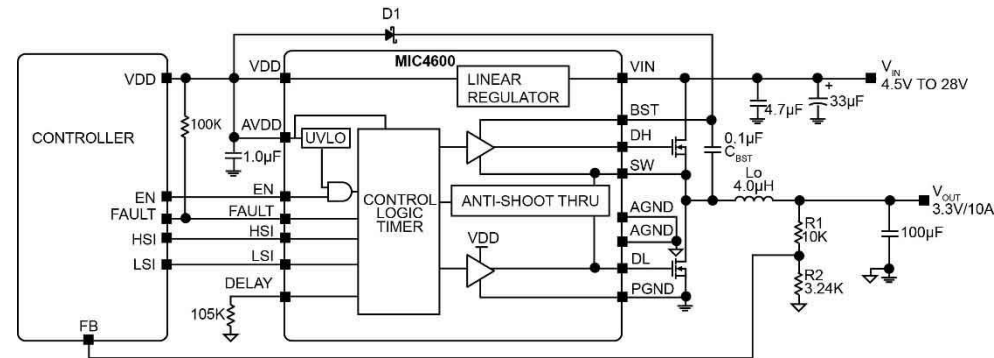 D1
MIC4600
CONTROLLER
VDD
100K
VDD
AVDD
1.0µF
UVLO
LINEAR
REGULATOR
VIN
BST
DH
SW
4.7µF
+
33µF
VIN
4.5V TO 28V
0.1µF
CBST
Lo
4.0µH
VOUT
3.3V/10A
EN
FAULT
HSI
LSI
EN
FAULT
HSI
LSI
DELAY
105K
CONTROL
LOGIC
TIMER
ANTI-SHOOT THRU
VDD
AGND
AGND
DL
PGND
R1
10K
R2
3.24K
100µF
FB